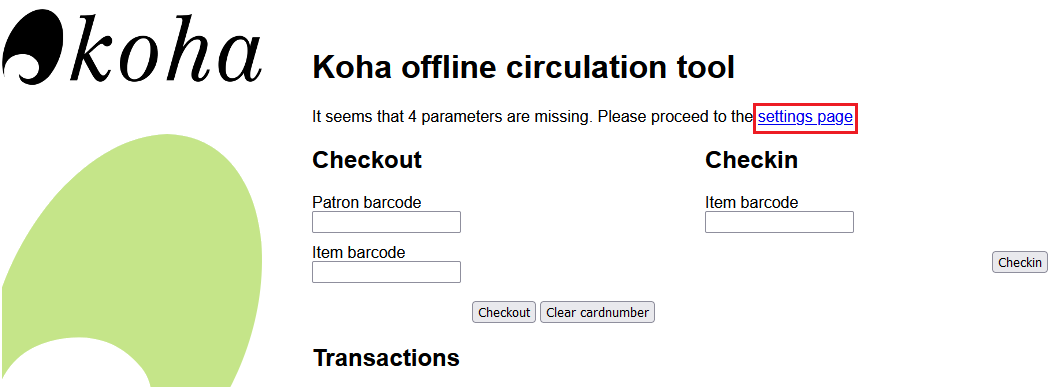 koha
Koha offline circulation tool
It seems that 4 parameters are missing. Please proceed to the settings page
Checkout
Checkin
Patron barcode
Item barcode
Item barcode
Checkin
Checkout
Clear cardnumber
Transactions